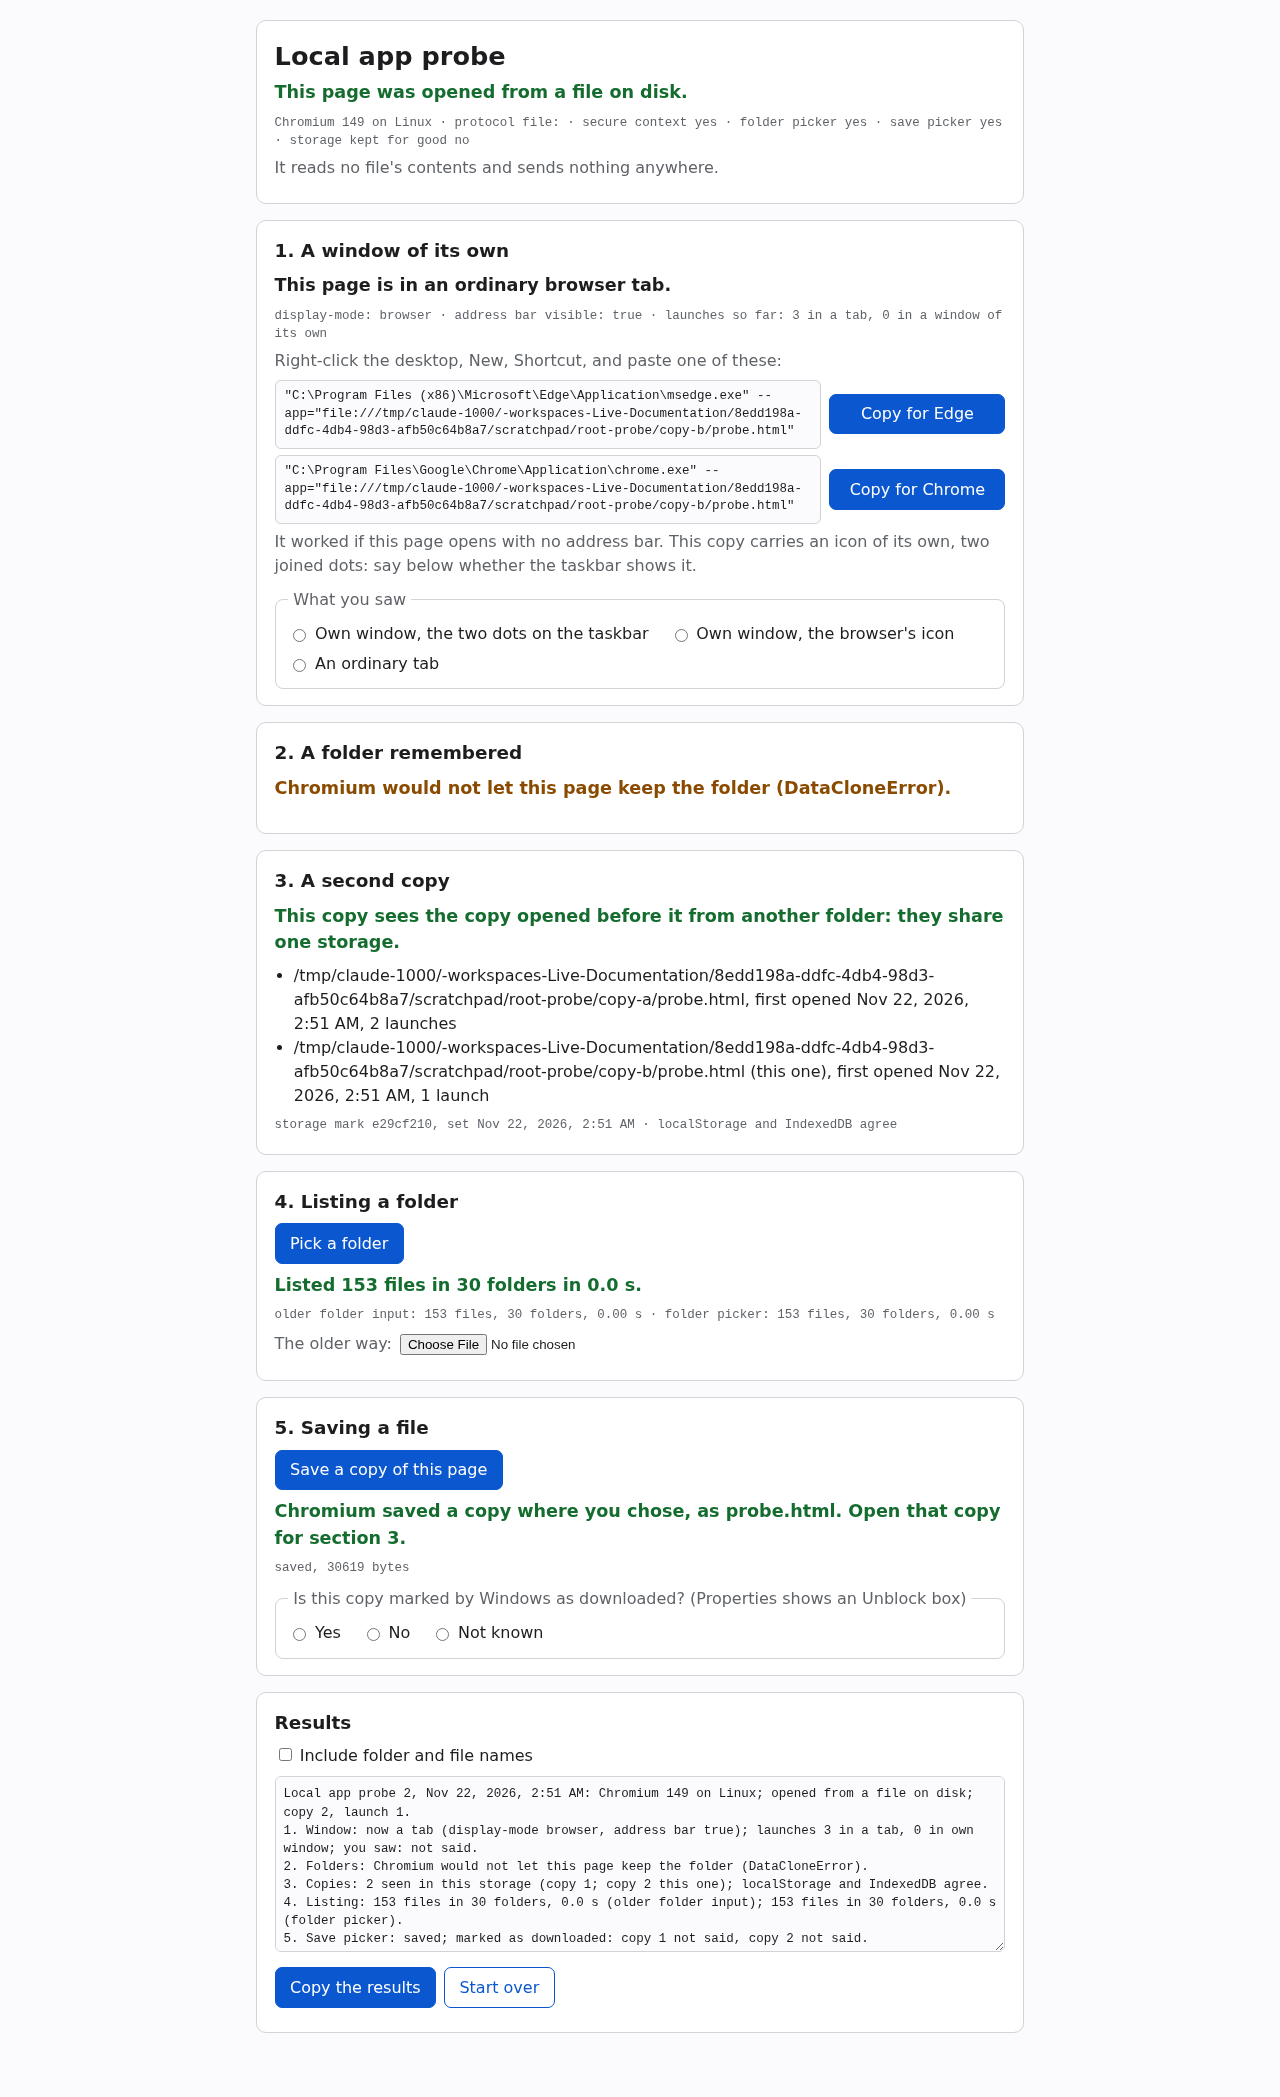 Local app probe
This page was opened from a file on disk.
Chromium 149 on Linux · protocol file: · secure context yes · folder picker yes · save picker yes
· storage kept for good no
It reads no file's contents and sends nothing anywhere.
1. A window of its own
This page is in an ordinary browser tab.
display-mode: browser · address bar visible: true · launches so far: 3 in a tab, 0 in a window of
its own
Right-click the desktop, New, Shortcut, and paste one of these:
"C:\Program Files (x86)\Microsoft\Edge\Application\msedge.exe" --
app="file:///tmp/claude-1000/-workspaces-Live-Documentation/8edd198a-
ddfc-4db4-98d3-afb50c64b8a7/scratchpad/root-probe/copy-b/probe.html"
Copy for Edge
"C:\Program Files\Google\Chrome\Application\chrome.exe" --
app="file:///tmp/claude-1000/-workspaces-Live-Documentation/8edd198a-
ddfc-4db4-98d3-afb50c64b8a7/scratchpad/root-probe/copy-b/probe.html"
Copy for Chrome
It worked if this page opens with no address bar. This copy carries an icon of its own, two
joined dots: say below whether the taskbar shows it.
What you saw
Own window, the two dots on the taskbar
Own window, the browser's icon
An ordinary tab
2. A folder remembered
Chromium would not let this page keep the folder (DataCloneError).
3. A second copy
This copy sees the copy opened before it from another folder: they share
one storage.
• /tmp/claude-1000/-workspaces-Live-Documentation/8edd198a-ddfc-4db4-98d3-
afb50c64b8a7/scratchpad/root-probe/copy-a/probe.html, first opened Nov 22, 2026,
2:51 AM, 2 launches
• /tmp/claude-1000/-workspaces-Live-Documentation/8edd198a-ddfc-4db4-98d3-
afb50c64b8a7/scratchpad/root-probe/copy-b/probe.html (this one), first opened Nov 22,
2026, 2:51 AM, 1 launch
storage mark e29cf210, set Nov 22, 2026, 2:51 AM · localStorage and IndexedDB agree
4. Listing a folder
Pick a folder
Listed 153 files in 30 folders in 0.0 s.
older folder input: 153 files, 30 folders, 0.00 s · folder picker: 153 files, 30 folders, 0.00 s
The older way: Choose File No file chosen
5. Saving a file
Save a copy of this page
Chromium saved a copy where you chose, as probe.html. Open that copy
for section 3.
saved, 30619 bytes
Is this copy marked by Windows as downloaded? (Properties shows an Unblock box)
Yes
No
Not known
Results
Include folder and file names
Local app probe 2, Nov 22, 2026, 2:51 AM: Chromium 149 on Linux; opened from a file on disk;
copy 2, launch 1.
1. Window: now a tab (display-mode browser, address bar true); launches 3 in a tab, 0 in own
window; you saw: not said.
2. Folders: Chromium would not let this page keep the folder (DataCloneError).
3. Copies: 2 seen in this storage (copy 1; copy 2 this one); localStorage and IndexedDB agree.
4. Listing: 153 files in 30 folders, 0.0 s (older folder input); 153 files in 30 folders, 0.0 s
(folder picker).
5. Save picker: saved; marked as downloaded: copy 1 not said, copy 2 not said.
Copy the results
Start over